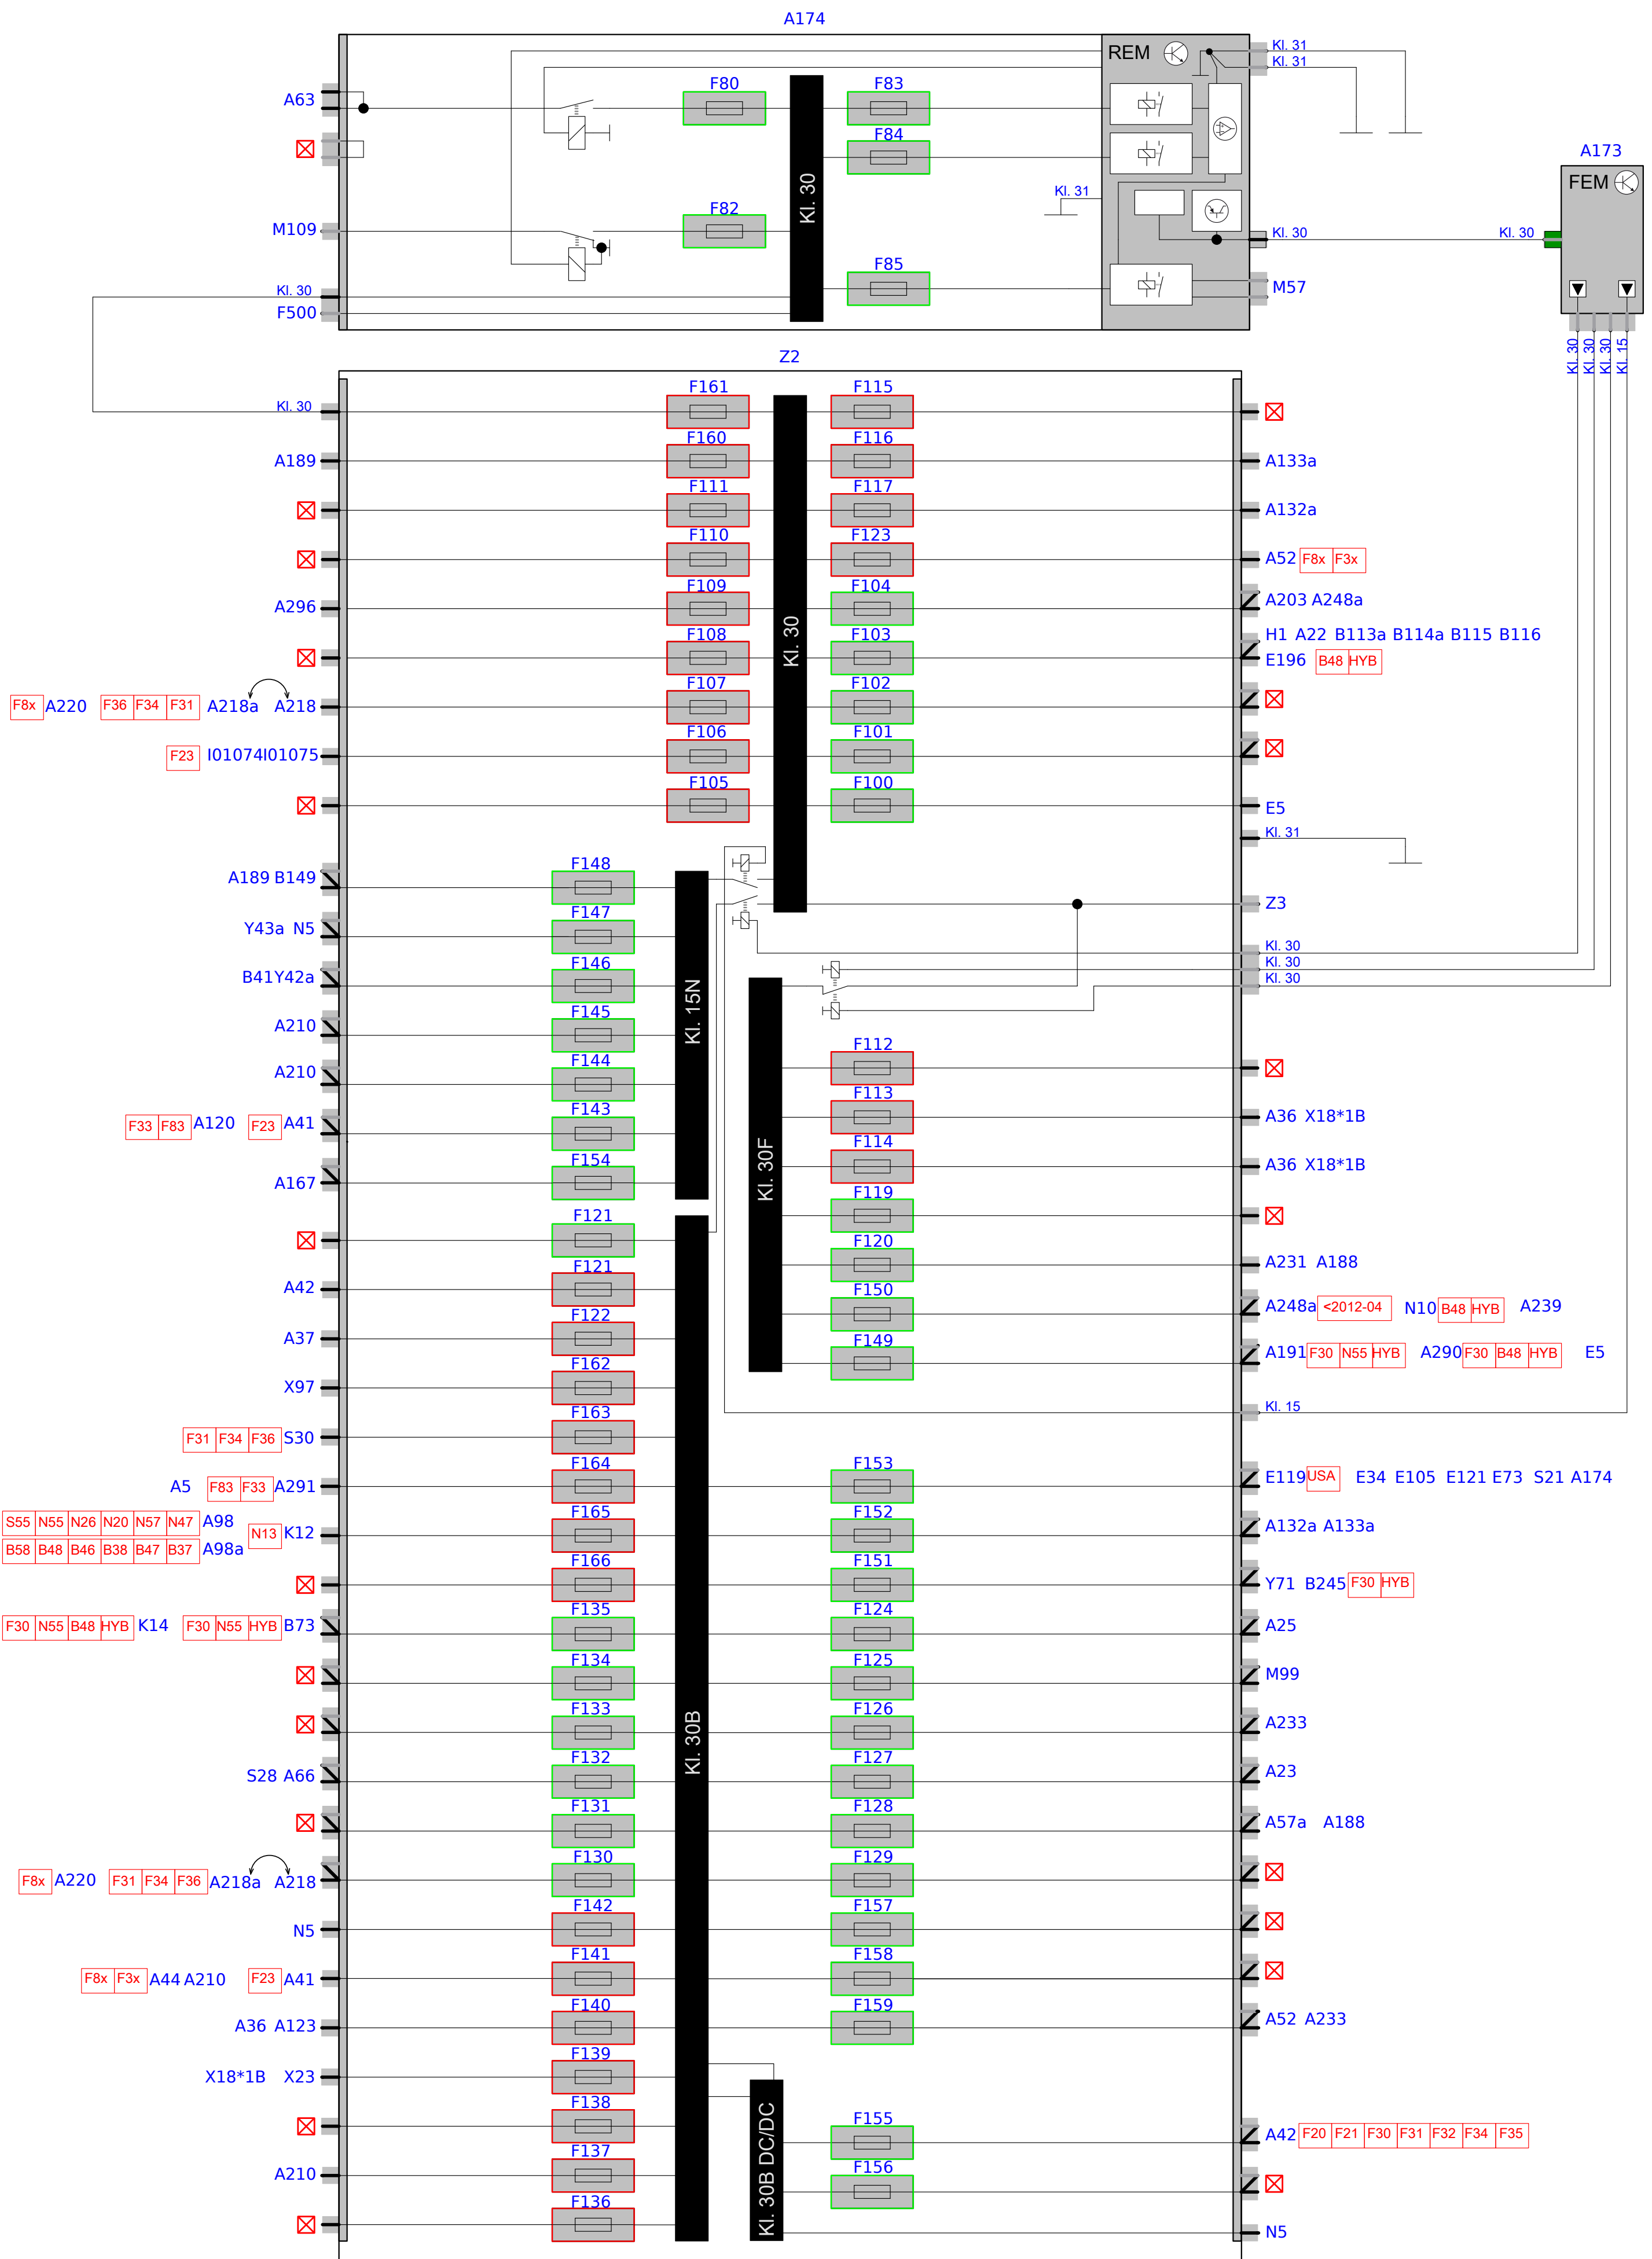 A174
REM
Kl. 31
Kl. 31
A63
F80
F83
F84
A173
FEM
Kl. 30
Kl. 31
M109
F82
Kl. 30
Kl. 30
F85
Kl. 30
F500
M57
Kl. 30
Kl. 30
Kl. 30
Kl. 15
Z2
Kl. 30
F161
F115
A189
F160
F116
A133a
F111
F117
A132a
F110
F123
A52 F8x F3x
A296
F109
F104
A203 A248a
Kl. 30
F108
F103
H1 A22 B113a B114a B115 B116
E196 B48 HYB
F8x A220 F36 F34 F31 A218a A218
F107
F102
F23 I01074I01075
F106
F101
F105
F100
E5
Kl. 31
A189 B149
F148
Z3
Y43a N5
F147
Kl. 30
Kl. 30
Kl. 30
B41Y42a
F146
Kl. 15N
A210
F145
A210
F144
F112
F33 F83 A120 F23 A41
F143
F113
A36 X18*1B
A167
F154
Kl. 30F
F114
A36 X18*1B
F121
F119
A42
F121
F120
A231 A188
A37
F122
F150
A248a <2012-04 N10 B48 HYB A239
X97
F162
F149
A191 F30 N55 HYB A290 F30 B48 HYB E5
Kl. 15
F31 F34 F36 S30
F163
A5 F83 F33 A291
F164
F153
E119 USA E34 E105 E121 E73 S21 A174
S55 N55 N26 N20 N57 N47 A98
N13 K12
B58 B48 B46 B38 B47 B37 A98a
F165
F152
A132a A133a
F166
F151
Y71 B245 F30 HYB
F30 N55 B48 HYB K14 F30 N55 HYB B73
F135
F124
A25
F134
F125
M99
Kl. 30B
F133
F126
A233
S28 A66
F132
F127
A23
F131
F128
A57a A188
F8x A220 F31 F34 F36 A218a A218
F130
F129
N5
F142
F157
F8x F3x A44 A210 F23 A41
F141
F158
A36 A123
F140
F159
A52 A233
X18*1B X23
F139
F138
Kl. 30B DC/DC
F155
A42 F20 F21 F30 F31 F32 F34 F35
A210
F137
F156
F136
N5